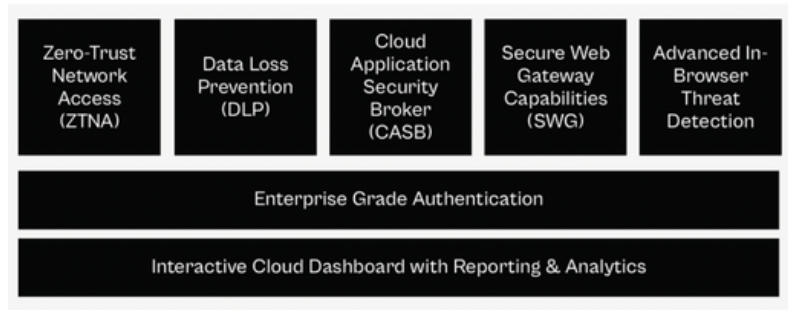 Zero-Trust
Network
Access
(ZTNA)
Data Loss
Prevention
(DLP)
Cloud
Application
Security
Broker
(CASB)
Secure Web
Gateway
Capabilities
(SWG)
Advanced In-
Browser
Threat
Detection
Enterprise Grade Authentication
Interactive Cloud Dashboard with Reporting & Analytics